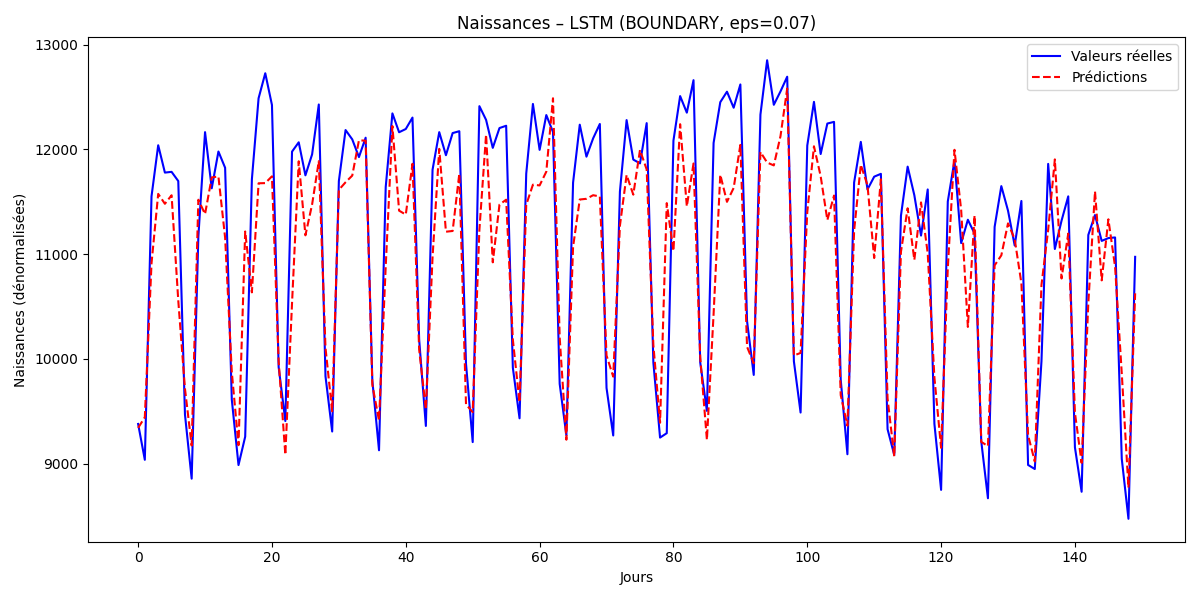 Naissances – LSTM (BOUNDARY, eps=0.07)
Valeurs réelles
Prédictions
Naissances (dénormalisées)
13000
12000
11000
10000
9000
0 20 40 60 80 100 120 140
Jours